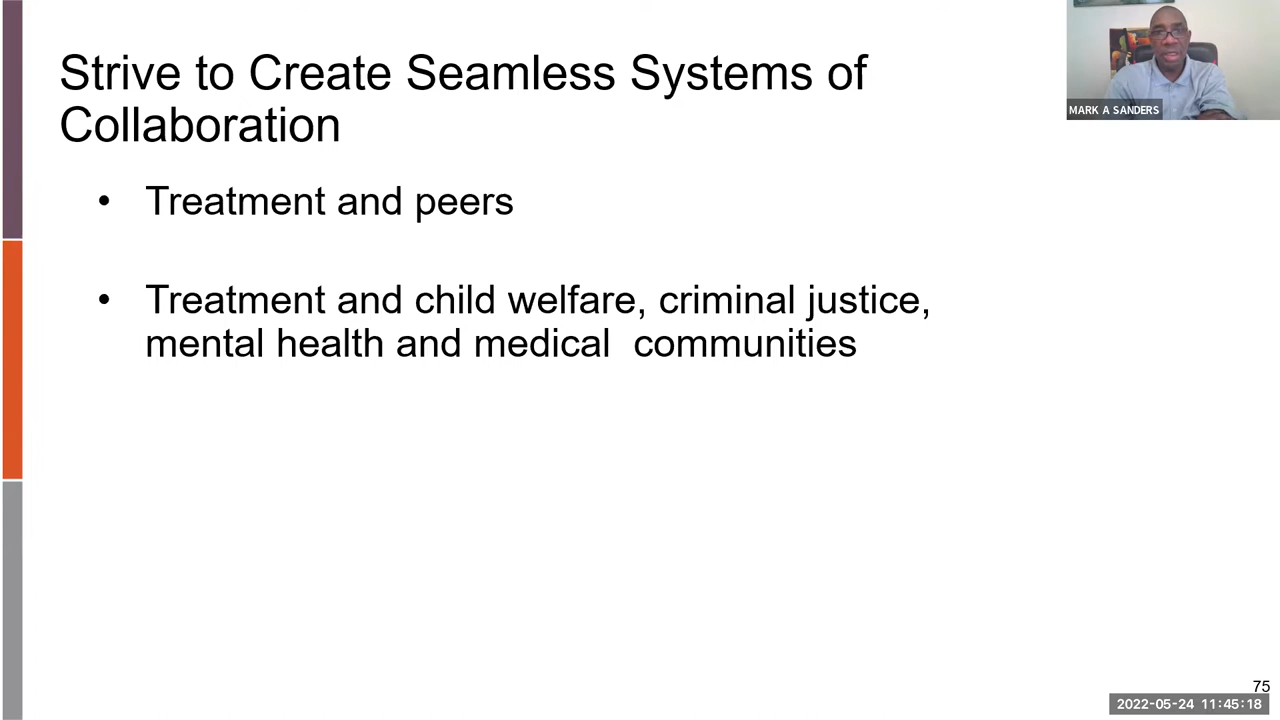 Strive to Create Seamless Systems of
Collaboration
MARK A SANDERS
• Treatment and peers
• Treatment and child welfare, criminal justice,
mental health and medical  communities
75
2022-05-24 11:45:18